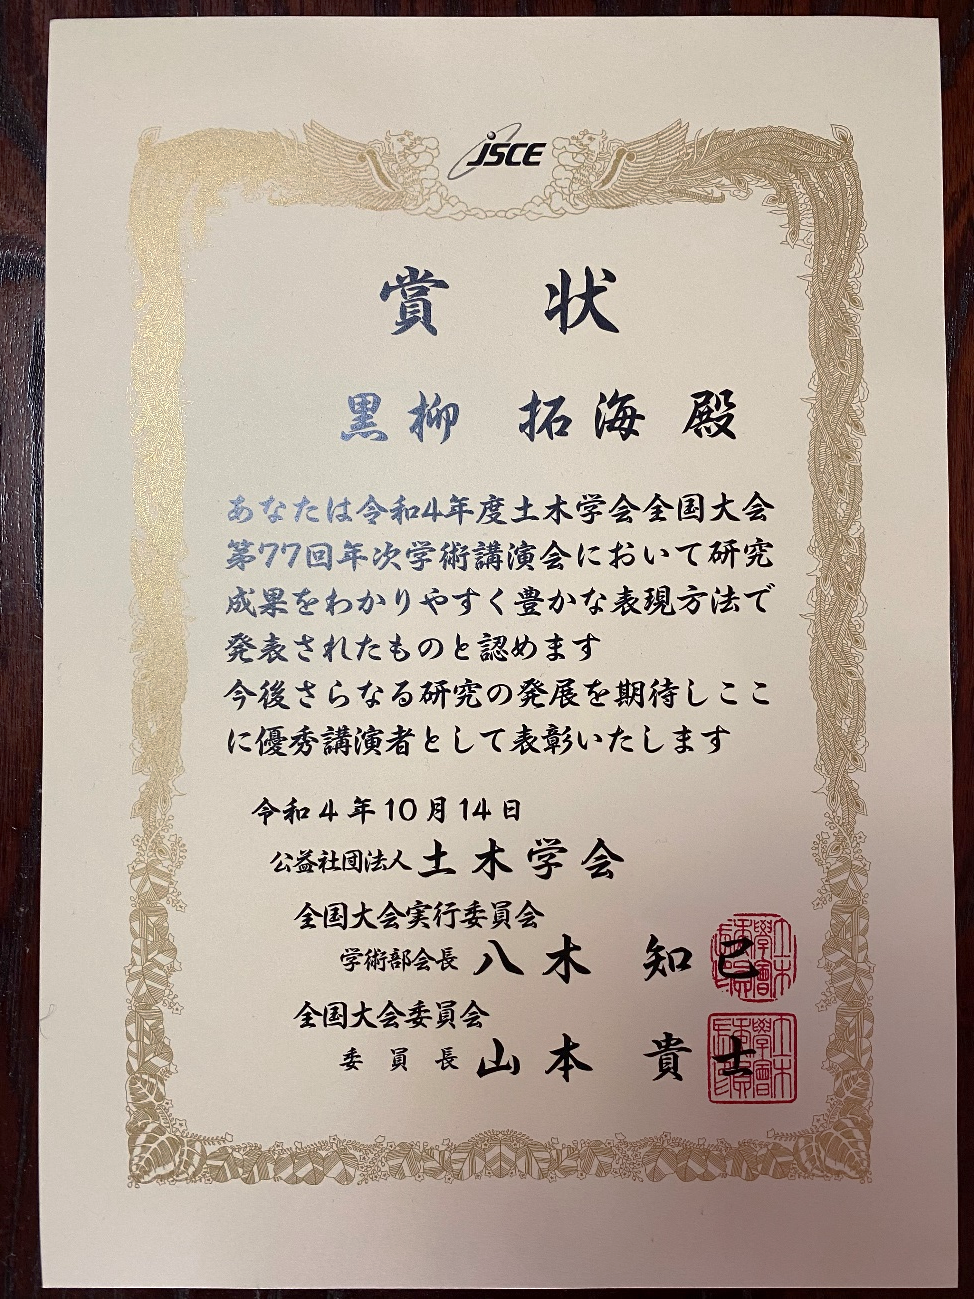 JSCE
賞 状
黒柳 拓海 殿
あなたは令和4年度土木学会全国大会
第77回年次学術講演会において研究
成果をわかりやすく豊かな表現方法で
発表されたものと認めます
今後さらなる研究の発展を期待しここ
に優秀講演者として表彰いたします
令和4年10月14日
公益社団法人 土木学会
全国大会実行委員会
学術部会長 八木 知己
全国大会委員会
委員長 山本 貴士